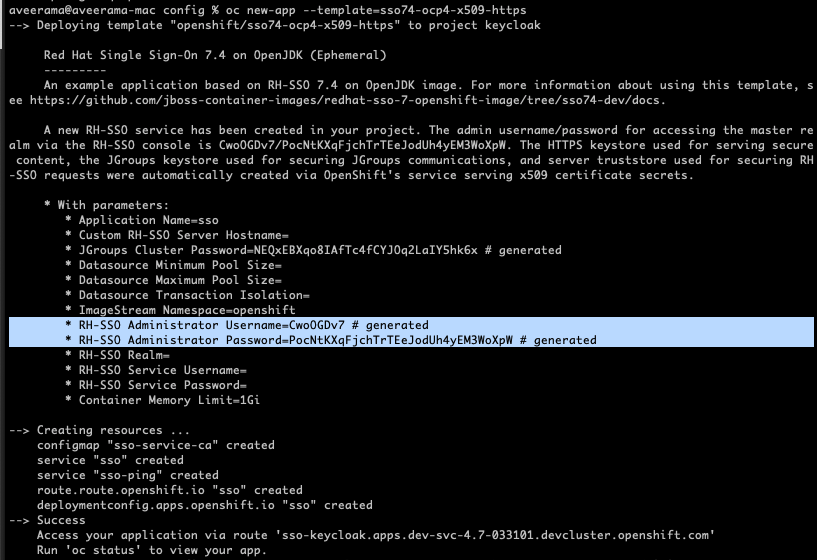 aveerama@aveerama-mac config % oc new-app --template=sso74-ocp4-x509-https
--> Deploying template "openshift/sso74-ocp4-x509-https" to project keycloak
Red Hat Single Sign-On 7.4 on OpenJDK (Ephemeral)
---------
An example application based on RH-SSO 7.4 on OpenJDK image. For more information about using this template, s
ee https://github.com/jboss-container-images/redhat-sso-7-openshift-image/tree/sso74-dev/docs.
A new RH-SSO service has been created in your project. The admin username/password for accessing the master re
alm via the RH-SSO console is CwoOGDv7/PocNtKXqFjchTrTEeJodUh4yEM3WoXpW. The HTTPS keystore used for serving secure
content, the JGroups keystore used for securing JGroups communications, and server truststore used for securing RH
-SSO requests were automatically created via OpenShift's service serving x509 certificate secrets.
* With parameters:
* Application Name=sso
* Custom RH-SSO Server Hostname=
* JGroups Cluster Password=NEQxEBXqo8IAfTc4fCYJOq2LaIY5hk6x # generated
* Datasource Minimum Pool Size=
* Datasource Maximum Pool Size=
* Datasource Transaction Isolation=
* ImageStream Namespace=openshift
* RH-SSO Administrator Username=CwoOGDv7 # generated
* RH-SSO Administrator Password=PocNtKXqFjchTrTEeJodUh4yEM3WoXpW # generated
* RH-SSO Realm=
* RH-SSO Service Username=
* RH-SSO Service Password=
* Container Memory Limit=1Gi
--> Creating resources ...
configmap "sso-service-ca" created
service "sso" created
service "sso-ping" created
route.route.openshift.io "sso" created
deploymentconfig.apps.openshift.io "sso" created
--> Success
Access your application via route 'sso-keycloak.apps.dev-svc-4.7-033101.devcluster.openshift.com'
Run 'oc status' to view your app.